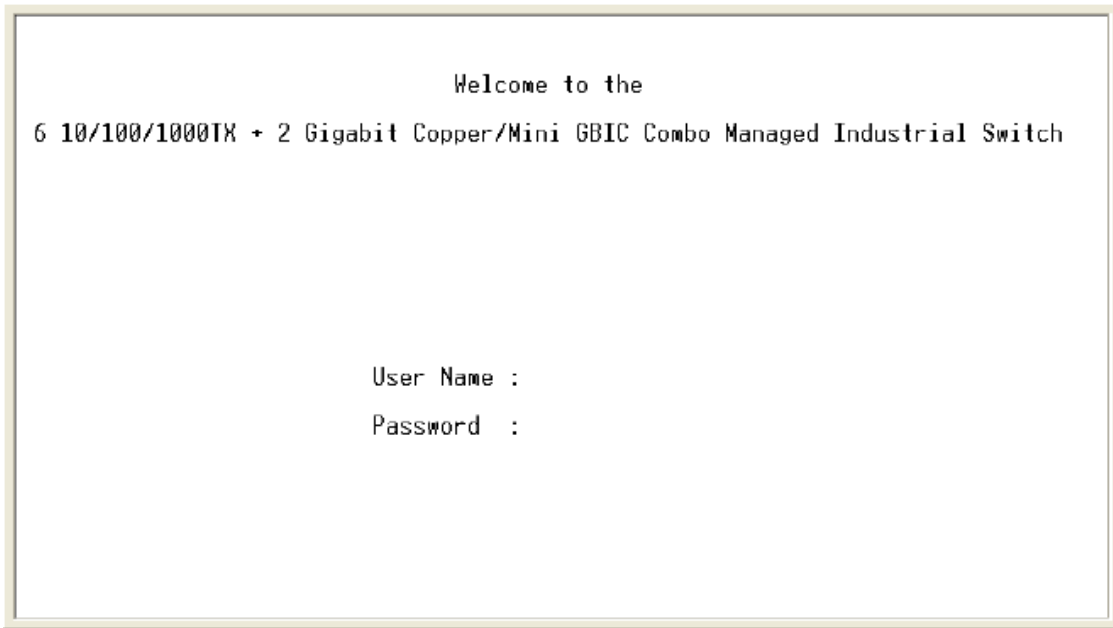 Welcome to the
6 10/100/1000TX + 2 Gigabit Copper/Mini GBIC Combo Managed Industrial Switch
User Name :
Password :